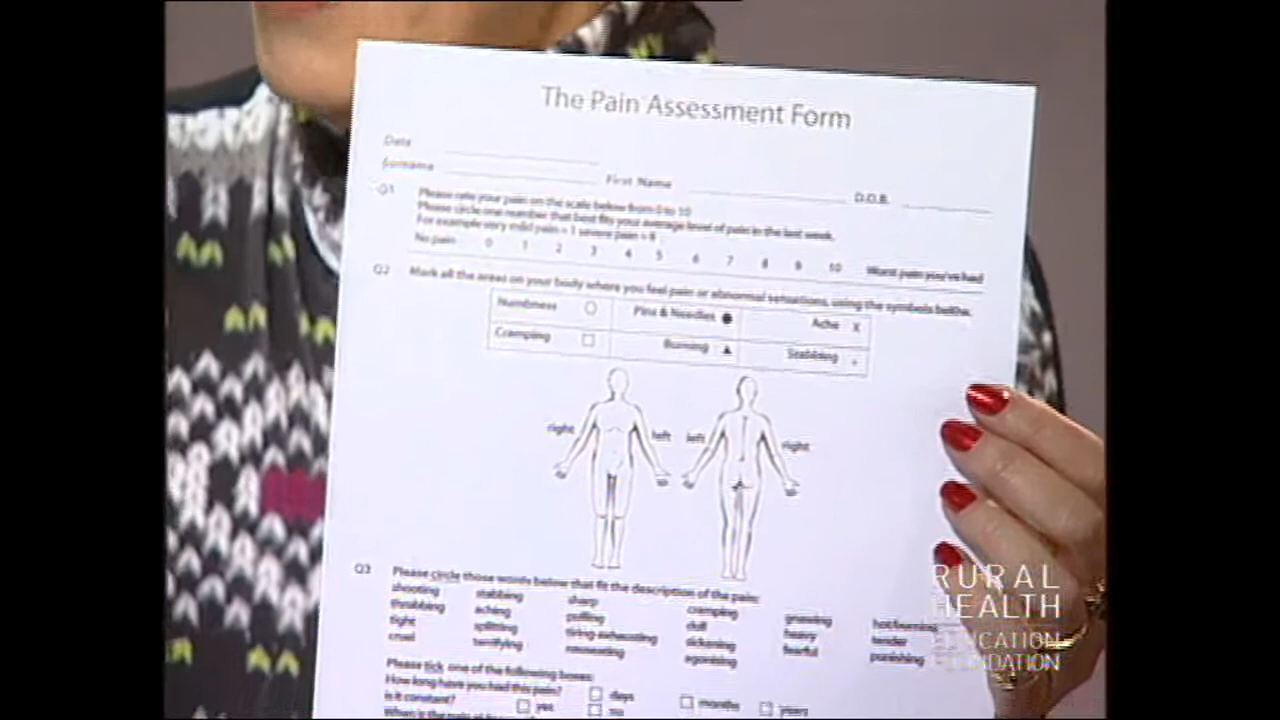 The Pain Assessment Form
Date
Surname First Name D.O.B.
Q1 Please rate your pain on the scale below from 0 to 10
Please circle one number that best fits your average level of pain in the last week.
For example very mild pain = 1 severe pain = 8
No pain 0 1 2 3 4 5 6 7 8 9 10 Worst pain you've had
Q2 Mark all the areas on your body where you feel pain or abnormal sensations, using the symbols below.
Numbness Pins & Needles Ache X
Cramping Burning Stabbing +
right left left right
Q3 Please circle those words below that fit the description of the pain:
shooting stabbing sharp cramping gnawing hot/burning
throbbing aching pulling dull heavy tender
tight splitting tiring-exhausting sickening fearful punishing
cruel terrifying nauseating agonising
Please tick one of the following boxes:
How long have you had this pain? days months years
Is it constant? yes no
RURAL
HEALTH
EDUCATION
FOUNDATION